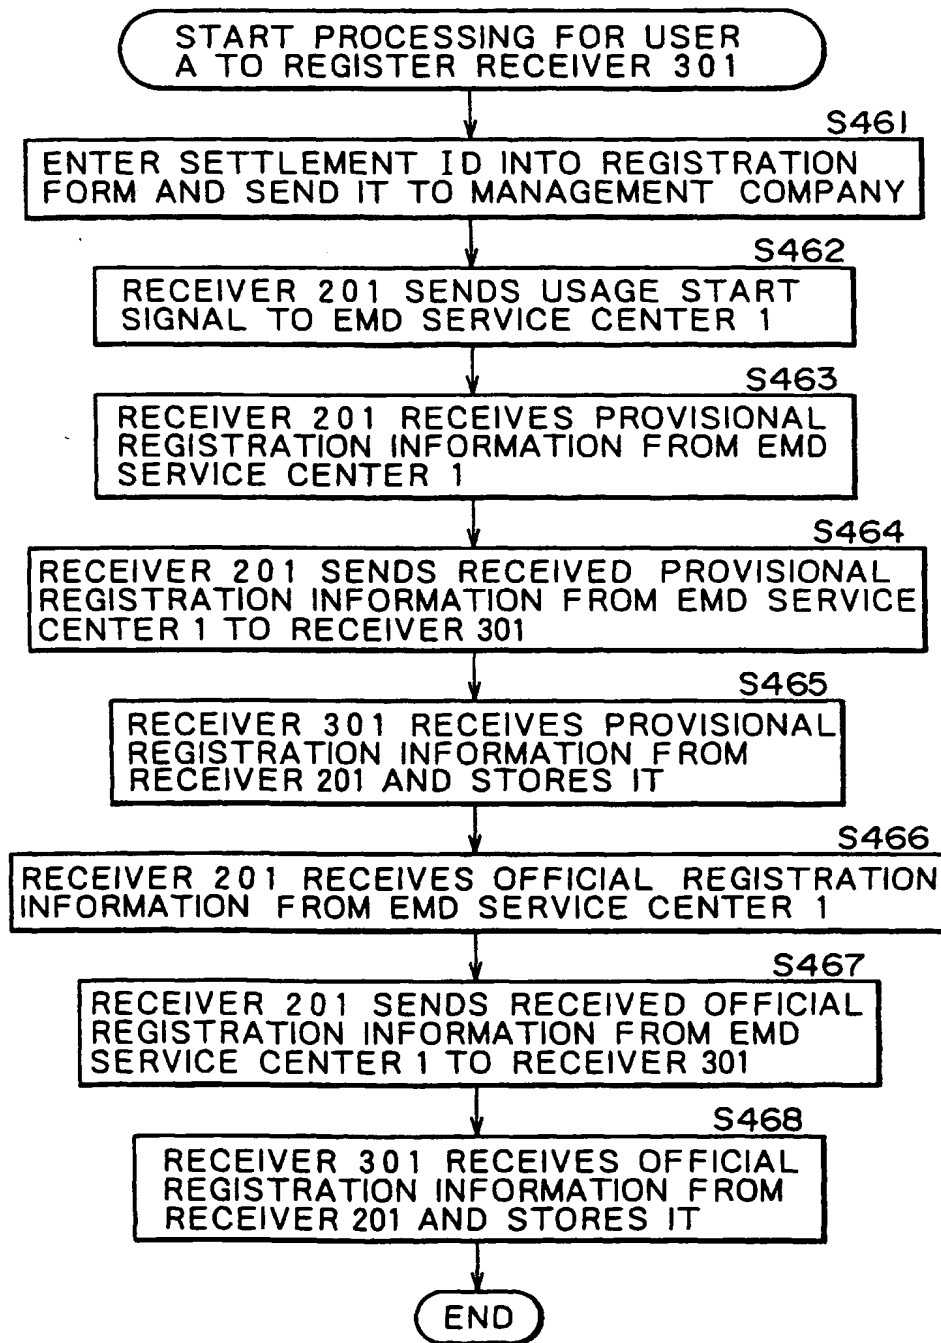 START PROCESSING FOR USER
A TO REGISTER RECEIVER 301
S461
ENTER SETTLEMENT ID INTO REGISTRATION
FORM AND SEND IT TO MANAGEMENT COMPANY
S462
RECEIVER 201 SENDS USAGE START
SIGNAL TO EMD SERVICE CENTER 1
S463
RECEIVER 201 RECEIVES PROVISIONAL
REGISTRATION INFORMATION FROM EMD
SERVICE CENTER 1
S464
RECEIVER 201 SENDS RECEIVED PROVISIONAL
REGISTRATION INFORMATION FROM EMD SERVICE
CENTER 1 TO RECEIVER 301
S465
RECEIVER 301 RECEIVES PROVISIONAL
REGISTRATION INFORMATION FROM
RECEIVER 201 AND STORES IT
S466
RECEIVER 201 RECEIVES OFFICIAL REGISTRATION
INFORMATION FROM EMD SERVICE CENTER 1
S467
RECEIVER 201 SENDS RECEIVED OFFICIAL
REGISTRATION INFORMATION FROM EMD
SERVICE CENTER 1 TO RECEIVER 301
S468
RECEIVER 301 RECEIVES OFFICIAL
REGISTRATION INFORMATION FROM
RECEIVER 201 AND STORES IT
END